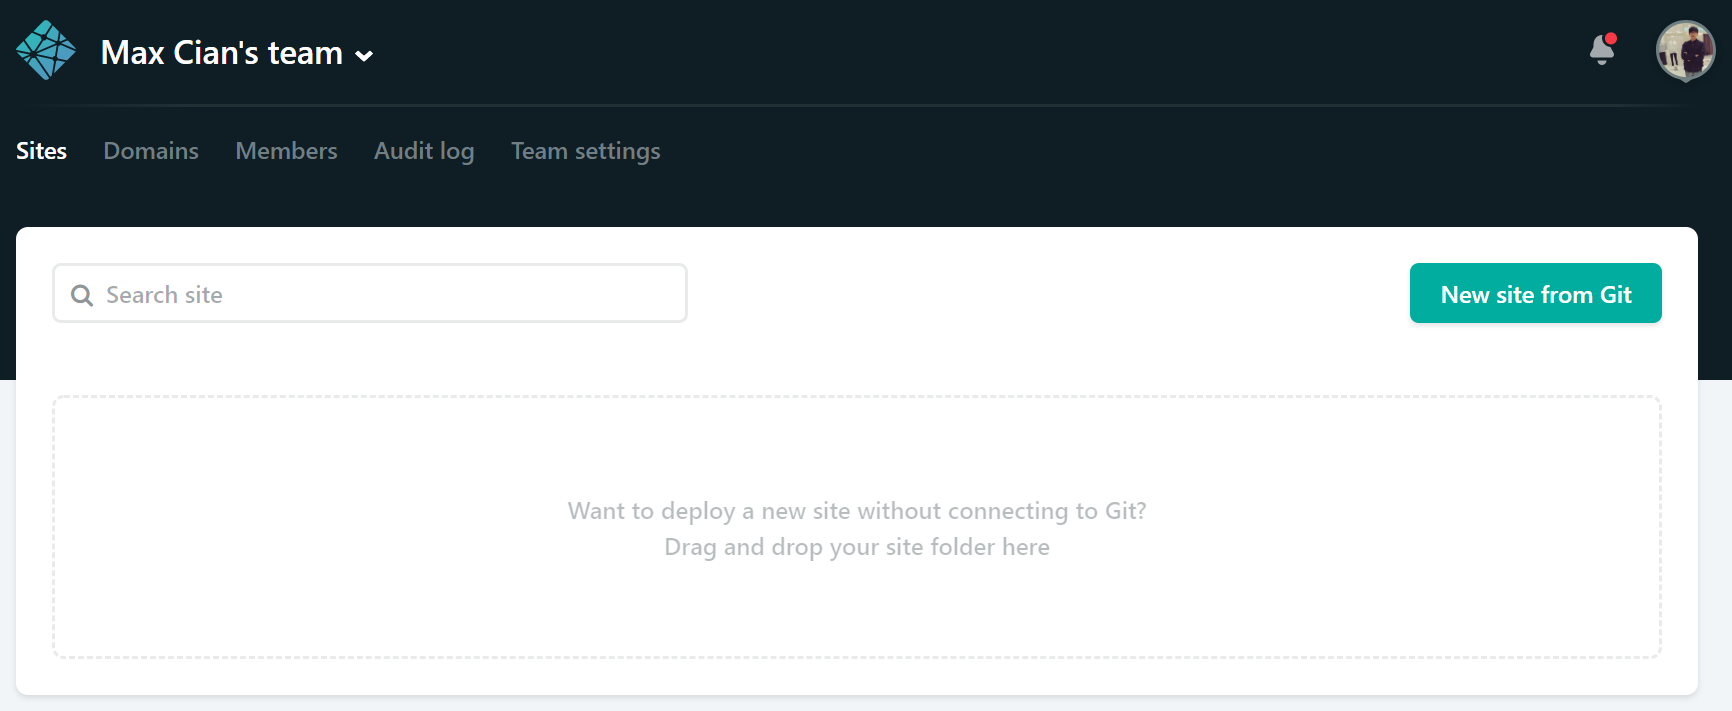 Max Cian's team
Sites Domains Members Audit log Team settings
Search site
New site from Git
Want to deploy a new site without connecting to Git?
Drag and drop your site folder here